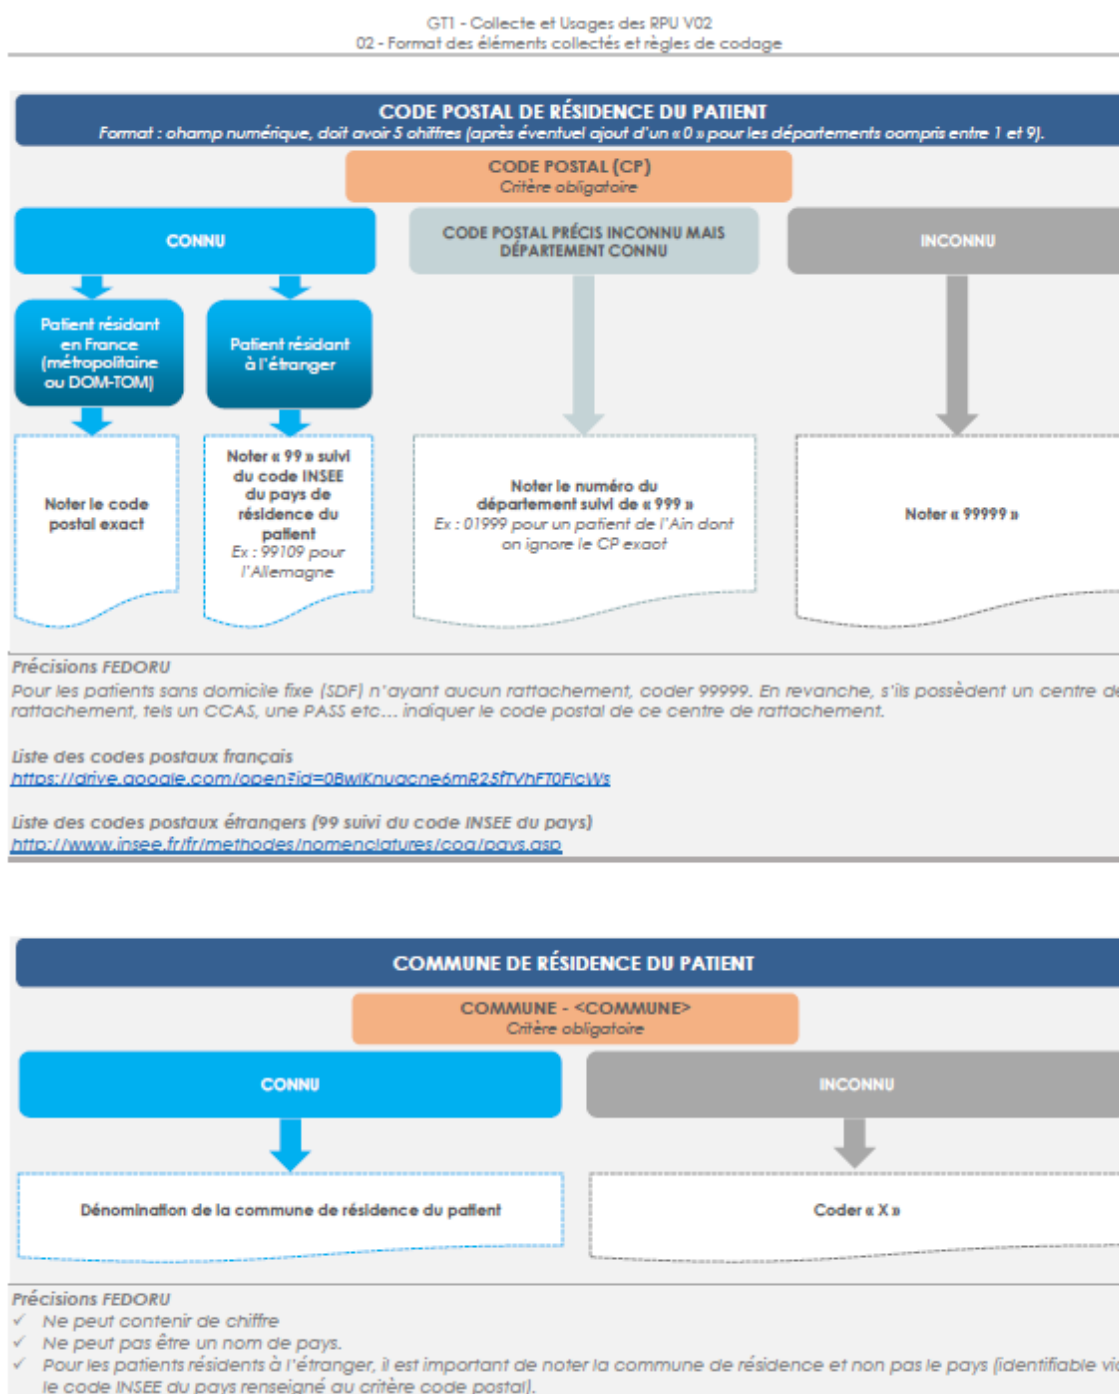 GT1 - Collecte et Usages des RPU V02
02 - Format des éléments collectés et règles de codage
CODE POSTAL DE RÉSIDENCE DU PATIENT
Format : champ numérique, doit avoir 5 chiffres (après éventuel ajout d'un « 0 » pour les départements compris entre 1 et 9).
CODE POSTAL (CP)
Critère obligatoire
CONNU
CODE POSTAL PRÉCIS INCONNU MAIS
DÉPARTEMENT CONNU
INCONNU
Patient résidant
en France
(métropolitaine
ou DOM-TOM)
Patient résidant
à l'étranger
Noter le code
postal exact
Noter « 99 » suivi
du code INSEE
du pays de
résidence du
patient
Ex : 99109 pour
l'Allemagne
Noter le numéro du
département suivi de « 999 »
Ex : 01999 pour un patient de l'Ain dont
on ignore le CP exact
Noter « 99999 »
Précisions FEDORU
Pour les patients sans domicile fixe (SDF) n'ayant aucun rattachement, coder 99999. En revanche, s'ils possèdent un centre de
rattachement, tels un CCAS, une PASS etc... indiquer le code postal de ce centre de rattachement.
Liste des codes postaux français
https://drive.google.com/open?id=
Liste des codes postaux étrangers (99 suivi du code INSEE du pays)
http://www.insee.fr/fr/methodes/nomenclatures/cog/pays.asp
COMMUNE DE RÉSIDENCE DU PATIENT
COMMUNE - <COMMUNE>
Critère obligatoire
CONNU
INCONNU
Dénomination de la commune de résidence du patient
Coder « X »
Précisions FEDORU
✓ Ne peut contenir de chiffre
✓ Ne peut pas être un nom de pays.
✓ Pour les patients résidents à l'étranger, il est important de noter la commune de résidence et non pas le pays (identifiable via
le code INSEE du pays renseigné au critère code postal).